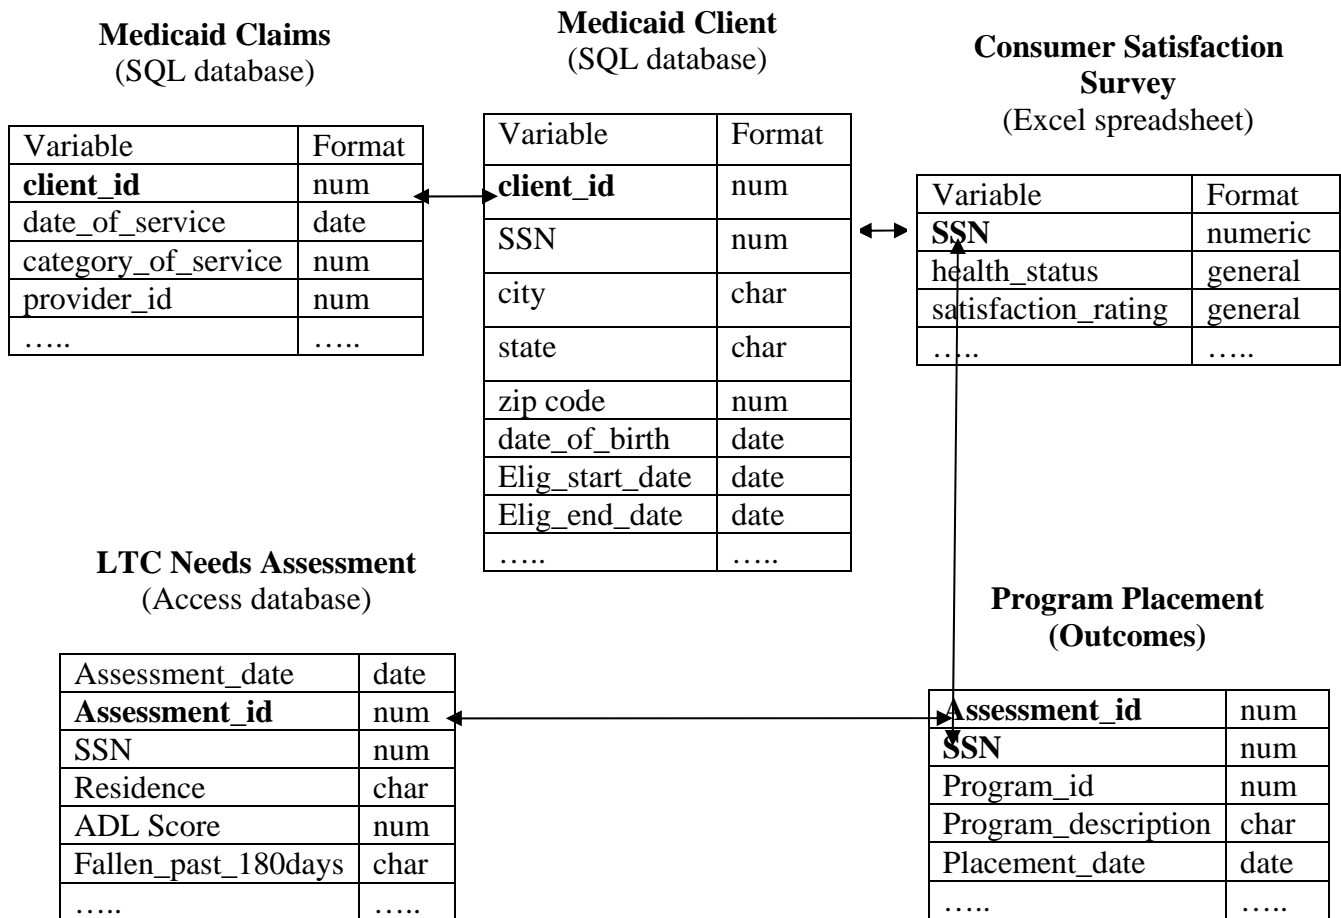 Medicaid Claims
(SQL database)
Variable Format
client_id num
date_of_service date
category_of_service num
provider_id num
….. …..
Medicaid Client
(SQL database)
Variable Format
client_id num
SSN num
city char
state char
zip code num
date_of_birth date
Elig_start_date date
Elig_end_date date
….. …..
Consumer Satisfaction
Survey
(Excel spreadsheet)
Variable Format
SSN numeric
health_status general
satisfaction_rating general
….. …..
LTC Needs Assessment
(Access database)
Assessment_date date
Assessment_id num
SSN num
Residence char
ADL Score num
Fallen_past_180days char
….. …..
Program Placement
(Outcomes)
Assessment_id num
SSN num
Program_id num
Program_description char
Placement_date date
….. …..